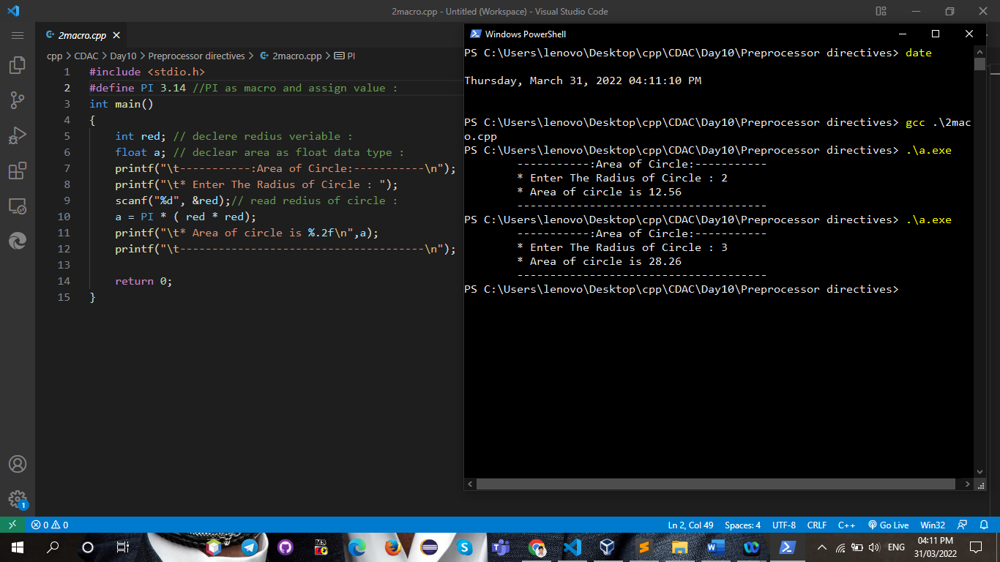 2macro.cpp - Untitled (Workspace) - Visual Studio Code
2macro.cpp
cpp > CDAC > Day10 > Preprocessor directives > 2macro.cpp > PI
1 #include <stdio.h>
2 #define PI 3.14 //PI as macro and assign value :
3 int main()
4 {
5 int red; // declere redius veriable :
6 float a; // declear area as float data type :
7 printf("\t-----------:Area of Circle:-----------\n");
8 printf("\t* Enter The Radius of Circle : ");
9 scanf("%d", &red);// read redius of circle :
10 a = PI * ( red * red);
11 printf("\t* Area of circle is %.2f\n",a);
12 printf("\t--------------------------------------\n");
13
14 return 0;
15 }
Windows PowerShell
PS C:\Users\lenovo\Desktop\cpp\CDAC\Day10\Preprocessor directives> date
Thursday, March 31, 2022 04:11:10 PM
PS C:\Users\lenovo\Desktop\cpp\CDAC\Day10\Preprocessor directives> gcc .\2mac
o.cpp
PS C:\Users\lenovo\Desktop\cpp\CDAC\Day10\Preprocessor directives> .\a.exe
-----------:Area of Circle:-----------
* Enter The Radius of Circle : 2
* Area of circle is 12.56
--------------------------------------
PS C:\Users\lenovo\Desktop\cpp\CDAC\Day10\Preprocessor directives> .\a.exe
-----------:Area of Circle:-----------
* Enter The Radius of Circle : 3
* Area of circle is 28.26
--------------------------------------
PS C:\Users\lenovo\Desktop\cpp\CDAC\Day10\Preprocessor directives>
1
0 0 Ln 2, Col 49 Spaces: 4 UTF-8 CRLF C++ Go Live Win32
ENG
04:11 PM
31/03/2022